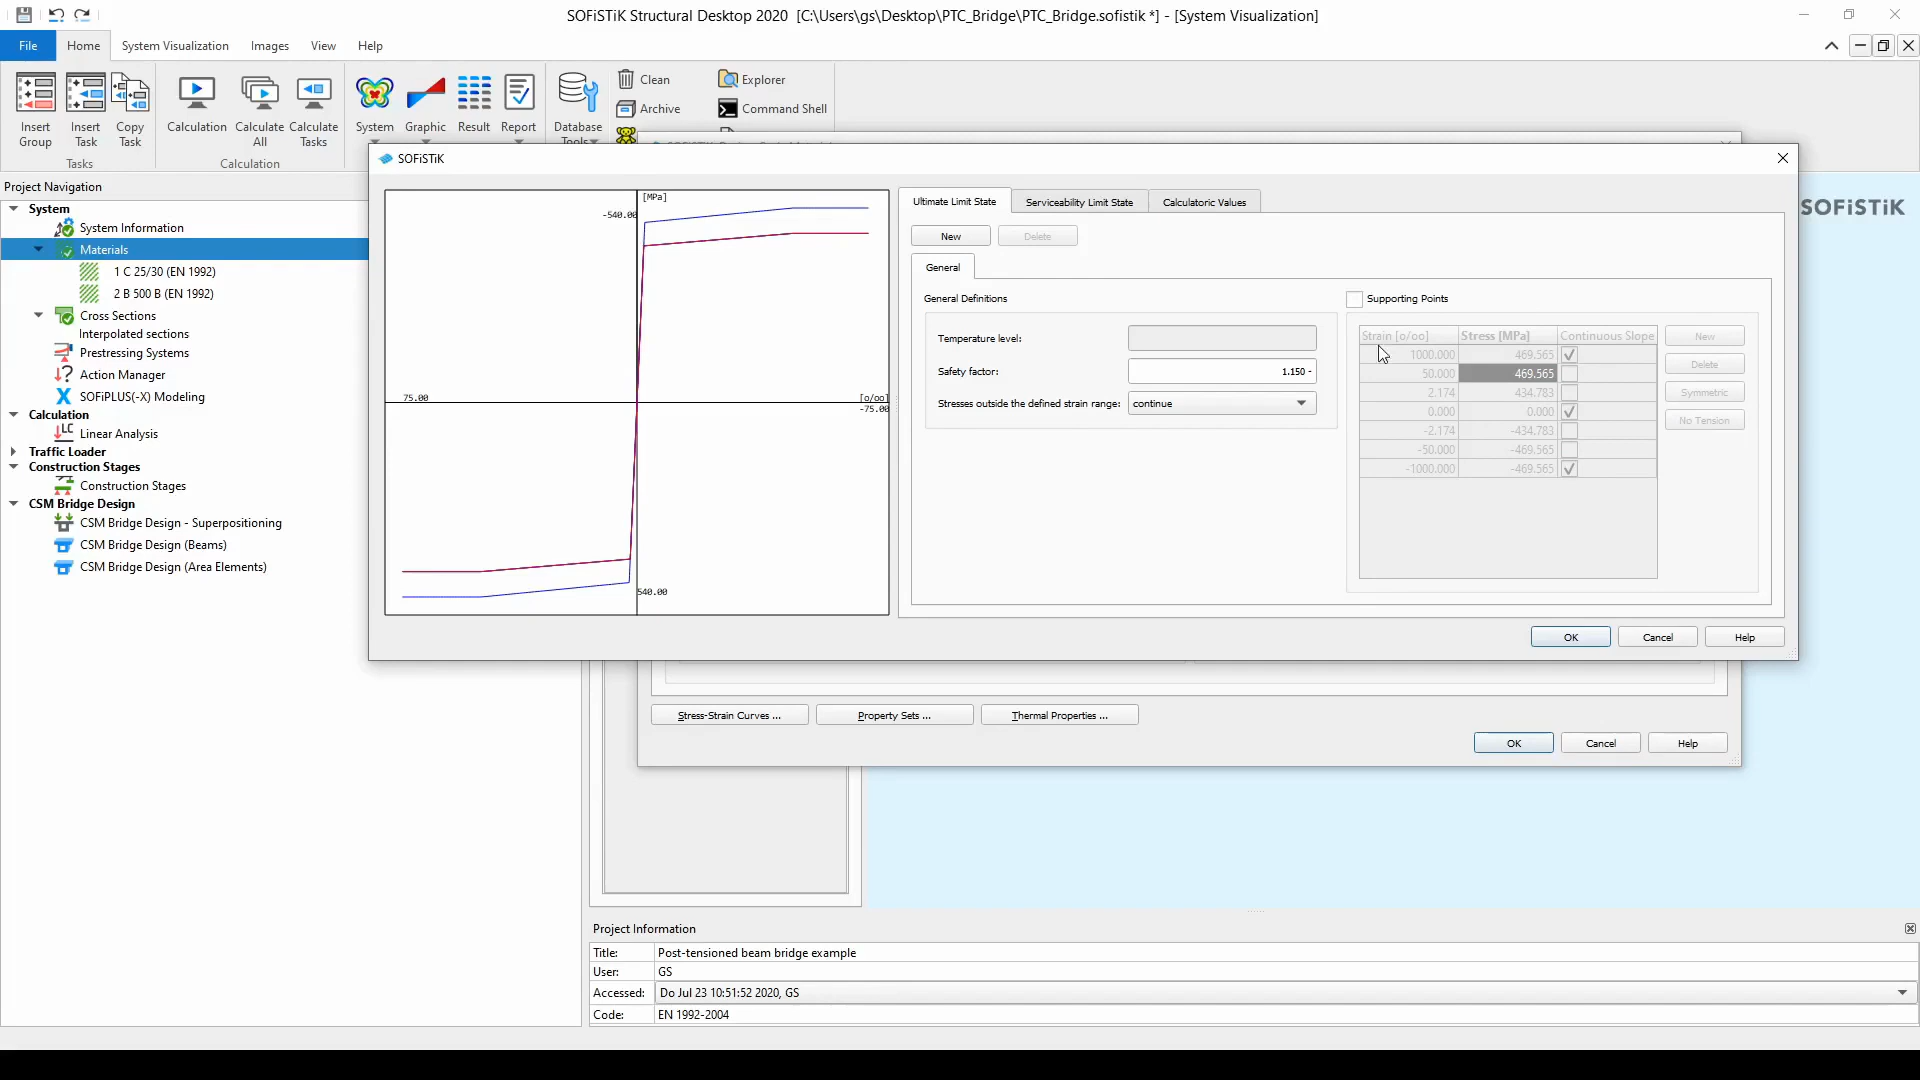 SOFiSTiK Structural Desktop 2020 [C:\Users\gs\Desktop\PTC_Bridge\PTC_Bridge.sofistik *] - [System Visualization]
File Home System Visualization Images View Help
Insert Group
Insert Task
Copy Task
Calculation
Calculate All
Calculate Tasks
System
Graphic
Result
Report
Database Tools
Clean
Archive
Explorer
Command Shell
Tasks
Calculation
Project Navigation
System
System Information
Materials
1 C 25/30 (EN 1992)
2 B 500 B (EN 1992)
Cross Sections
Interpolated sections
Prestressing Systems
Action Manager
SOFiPLUS(-X) Modeling
Calculation
Linear Analysis
Traffic Loader
Construction Stages
Construction Stages
CSM Bridge Design
CSM Bridge Design - Superpositioning
CSM Bridge Design (Beams)
CSM Bridge Design (Area Elements)
SOFiSTiK
[MPa]
-540.00
75.00
[o/oo]
-75.00
540.00
Ultimate Limit State Serviceability Limit State Calculatoric Values
New Delete
General
General Definitions
Temperature level:
Safety factor: 1.150 -
Stresses outside the defined strain range: continue
Supporting Points
Strain [o/oo] Stress [MPa] Continuous Slope
1000.000 469.565
50.000 469.565
2.174 434.783
0.000 0.000
-2.174 -434.783
-50.000 -469.565
-1000.000 -469.565
New
Delete
Symmetric
No Tension
OK Cancel Help
Stress-Strain Curves ... Property Sets ... Thermal Properties ...
OK Cancel Help
SOFiSTiK
Project Information
Title: Post-tensioned beam bridge example
User: GS
Accessed: Do Jul 23 10:51:52 2020, GS
Code: EN 1992-2004